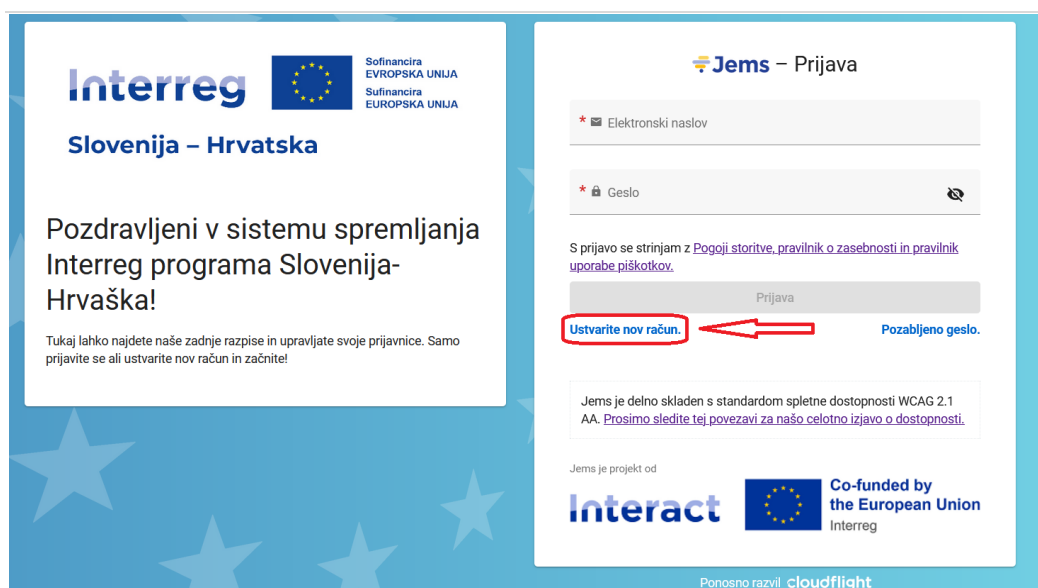 Interreg
Sofinancira
EVROPSKA UNIJA
Sufinancira
EUROPSKA UNIJA
Slovenija – Hrvatska
Pozdravljeni v sistemu spremljanja
Interreg programa Slovenija-
Hrvaška!
Tukaj lahko najdete naše zadnje razpise in upravljate svoje prijavnice. Samo
prijavite se ali ustvarite nov račun in začnite!
Jems – Prijava
* Elektronski naslov
* Geslo
S prijavo se strinjam z Pogoji storitve, pravilnik o zasebnosti in pravilnik
uporabe piškotkov.
Prijava
Ustvarite nov račun.
Pozabljeno geslo.
Jems je delno skladen s standardom spletne dostopnosti WCAG 2.1
AA. Prosimo sledite tej povezavi za našo celotno izjavo o dostopnosti.
Jems je projekt od
Interact
Co-funded by
the European Union
Interreg
Ponosno razvil cloudflight